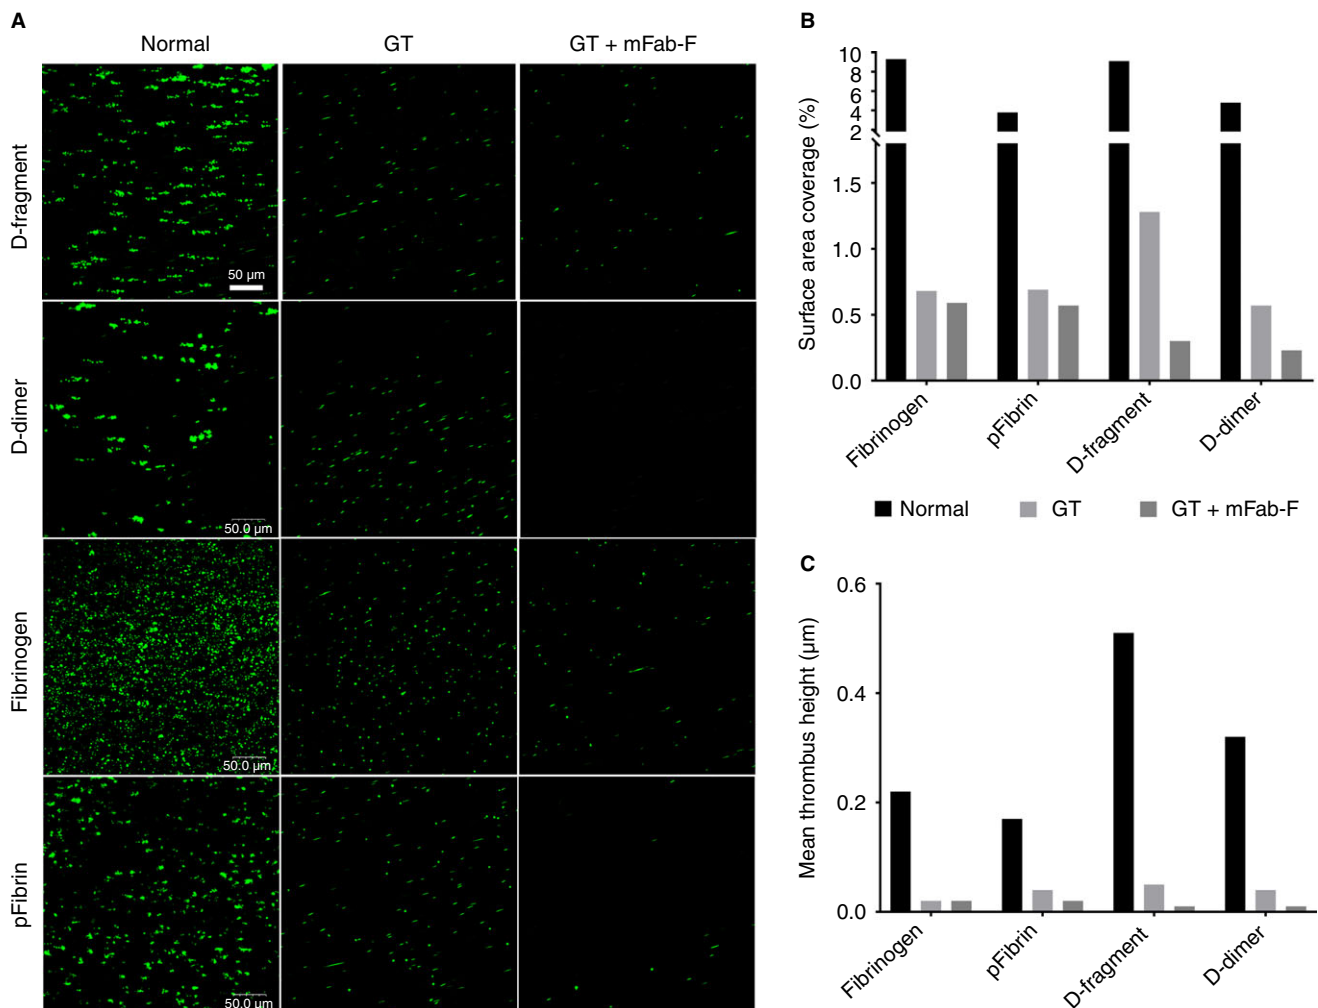 A
Normal
GT
GT + mFab-F
D-fragment
50 µm
D-dimer
50.0 µm
Fibrinogen
50.0 µm
pFibrin
50.0 µm
B
Surface area coverage (%)
10
8
6
4
2
1.5
1.0
0.5
0.0
Fibrinogen
pFibrin
D-fragment
D-dimer
Normal
GT
GT + mFab-F
C
Mean thrombus height (µm)
0.6
0.4
0.2
0.0
Fibrinogen
pFibrin
D-fragment
D-dimer